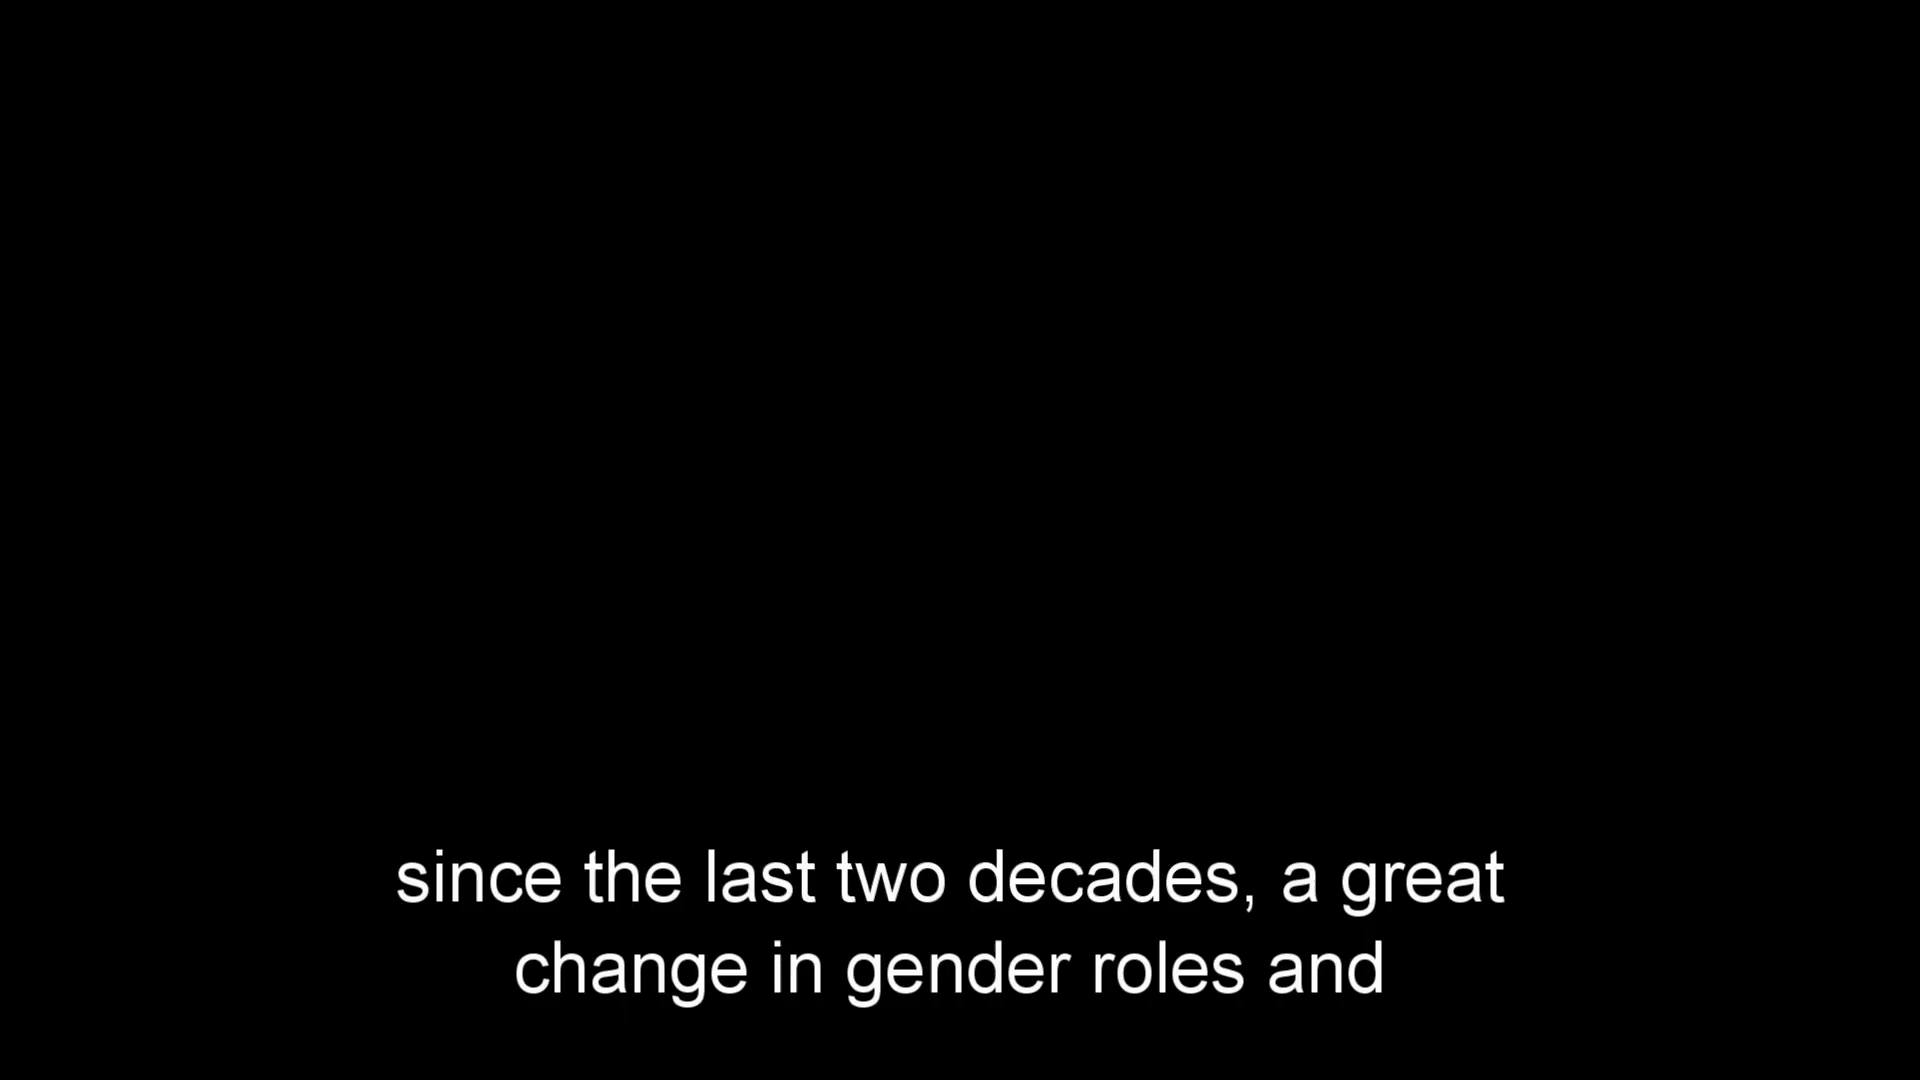 since the last two decades, a great
change in gender roles and